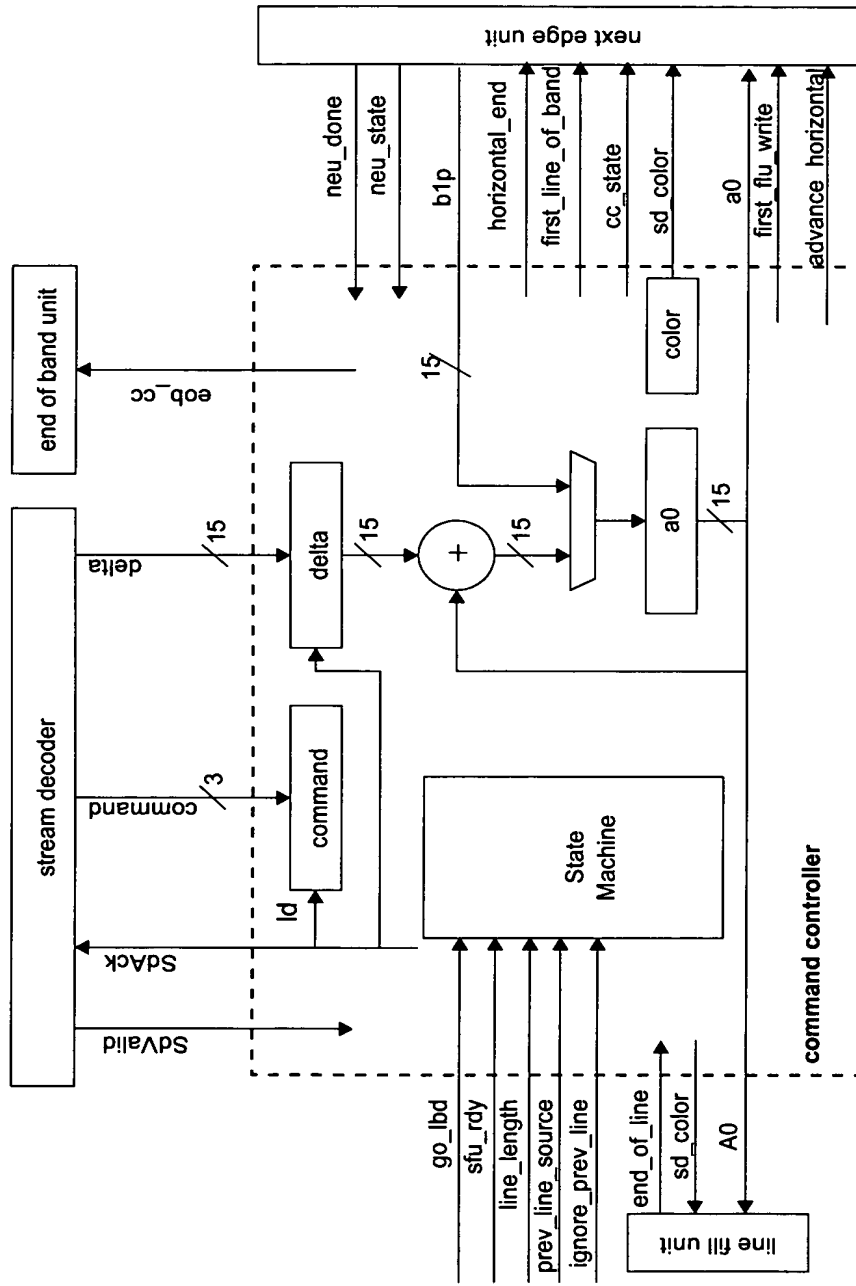 stream decoder
end of band unit
SdValid
SdAck
command
3
delta
15
eob_cc
neu_done
neu_state
next edge unit
ld
command
delta
15
15
b1p
+
15
horizontal_end
first_line_of_band
cc_state
sd_color
color
a0
15
a0
first_flu_write
advance_horizontal
go_lbd
sfu_rdy
line_length
prev_line_source
ignore_prev_line
State
Machine
end_of_line
sd_color
A0
line fill unit
command controller